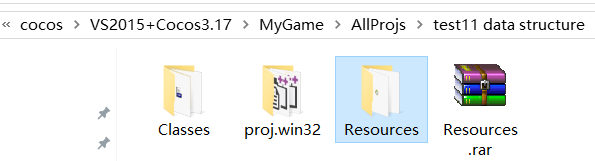 « cocos > VS2015+Cocos3.17 > MyGame > AllProjs > test11 data structure
Classes
proj.win32
Resources
Resources
.rar